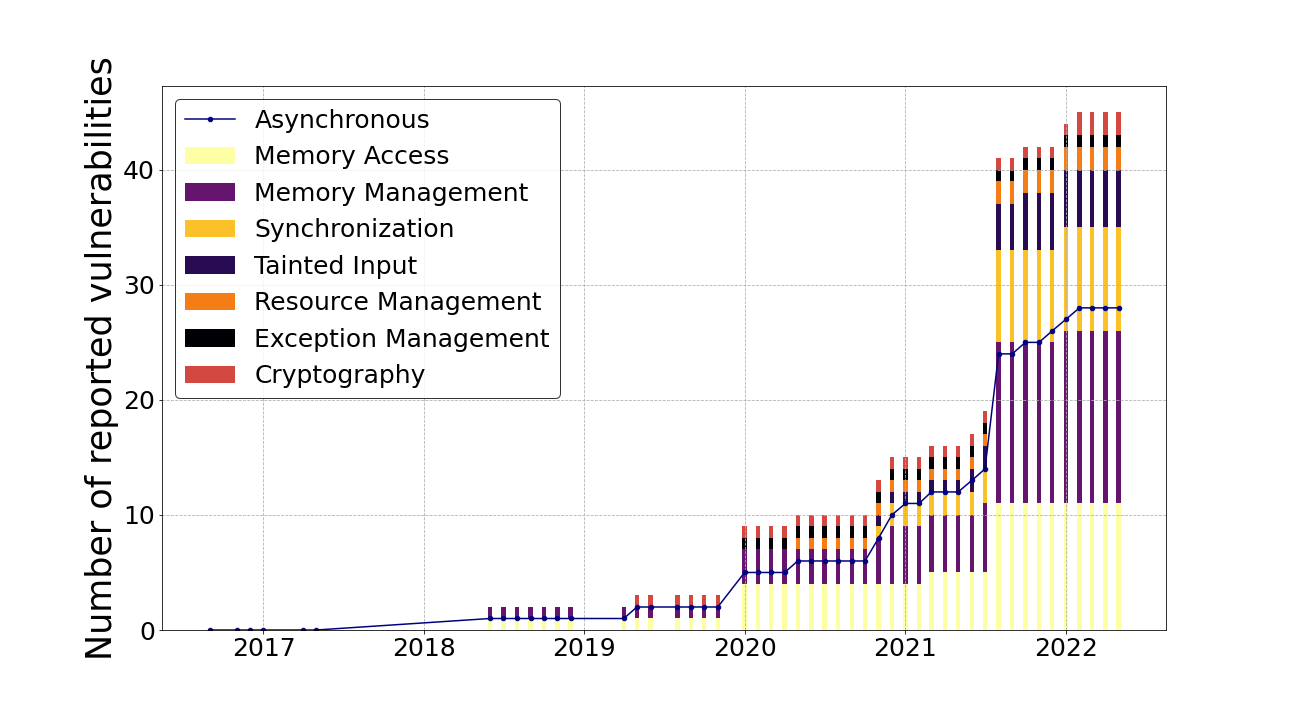 Number of reported vulnerabilities
40
30
20
10
0
Asynchronous
Memory Access
Memory Management
Synchronization
Tainted Input
Resource Management
Exception Management
Cryptography
2017 2018 2019 2020 2021 2022